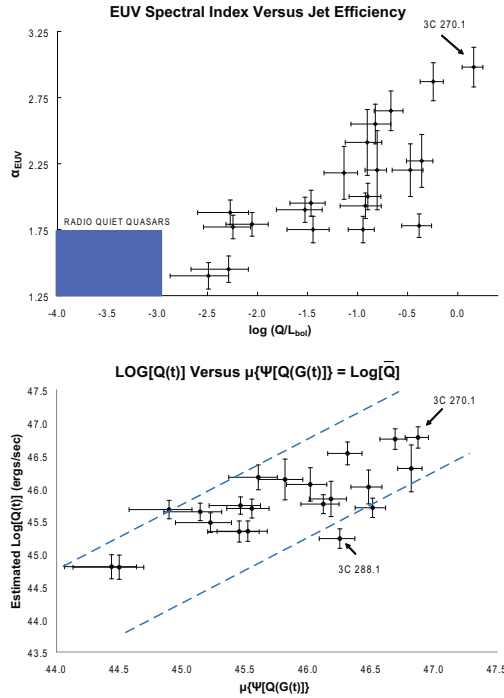 EUV Spectral Index Versus Jet Efficiency
3C 270.1
3.25
2.75
2.25
1.75
1.25
α_EUV
RADIO QUIET QUASARS
-4.0 -3.5 -3.0 -2.5 -2.0 -1.5 -1.0 -0.5 0.0
log (Q/L_bol)
LOG[Q(t)] Versus μ{Ψ[Q(G(t)]} = Log[Q̅]
47.5
47.0
46.5
46.0
45.5
45.0
44.5
44.0
43.5
Estimated Log[Q(t)] (ergs/sec)
3C 270.1
3C 288.1
44.0 44.5 45.0 45.5 46.0 46.5 47.0 47.5
μ{Ψ[Q(G(t)]}